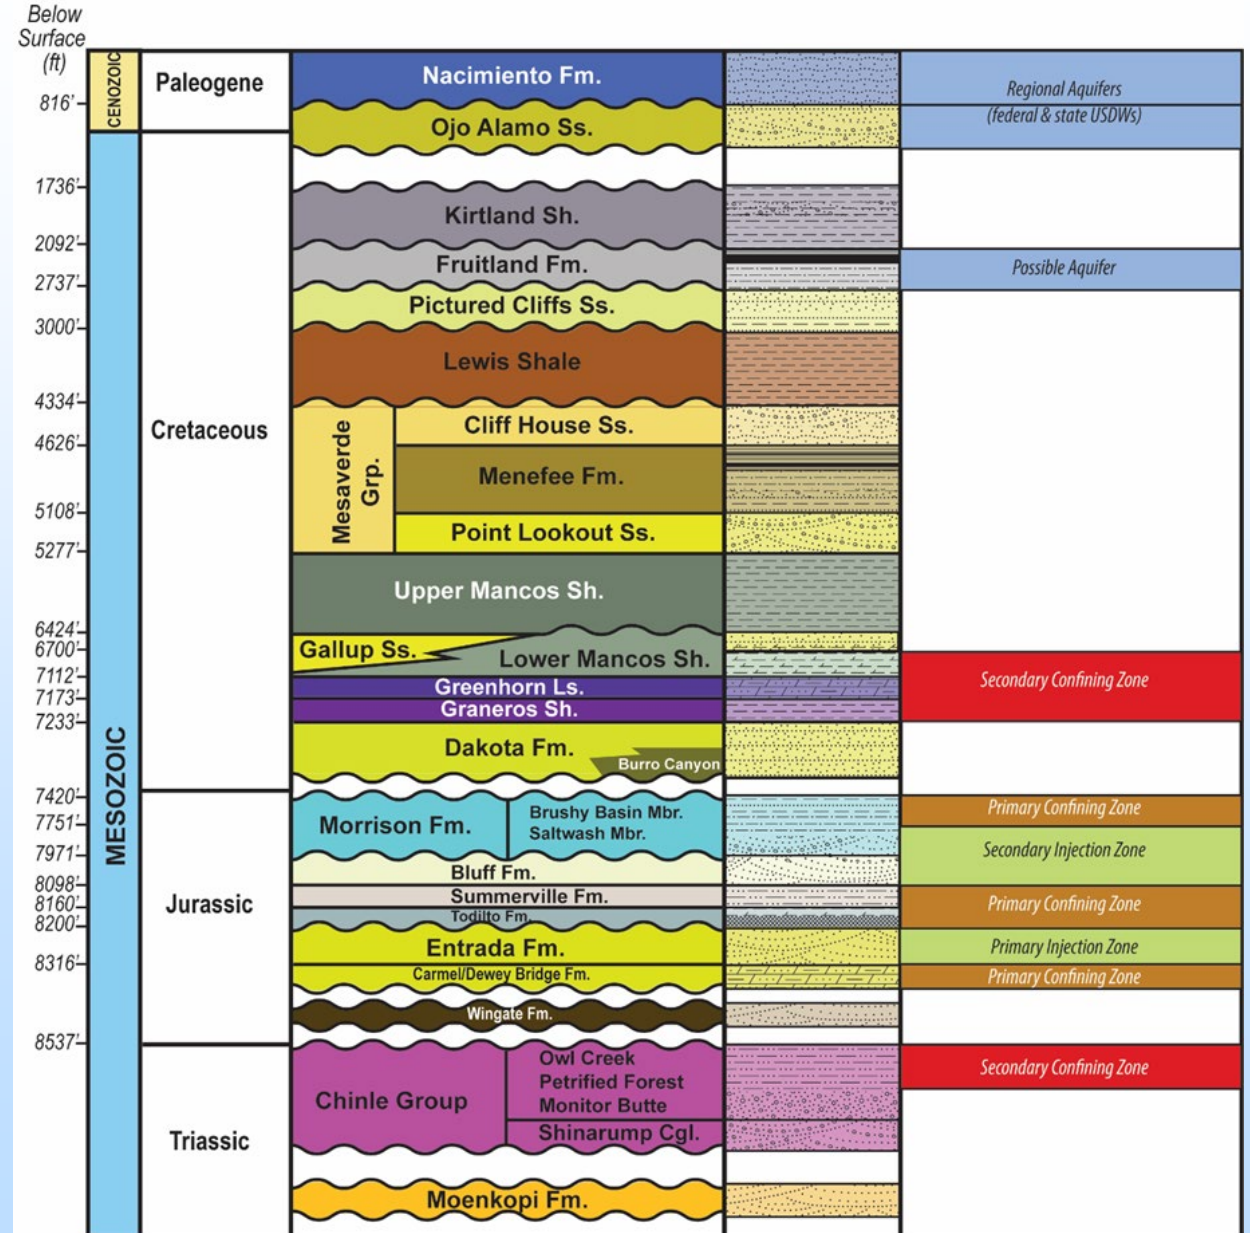 Below
Surface
(ft)
CENOZOIC
Paleogene
Nacimiento Fm.
Regional Aquifers
816'
(federal & state USDWs)
Ojo Alamo Ss.
1736'
Kirtland Sh.
2092'
Fruitland Fm.
Possible Aquifer
2737'
Pictured Cliffs Ss.
3000'
Lewis Shale
4334'
Cretaceous
Mesaverde
Grp.
Cliff House Ss.
4626'
Menefee Fm.
5108'
Point Lookout Ss.
5277'
Upper Mancos Sh.
6424'
6700'
Gallup Ss.
Lower Mancos Sh.
7112'
Secondary Confining Zone
Greenhorn Ls.
7173'
Graneros Sh.
7233'
MESOZOIC
Dakota Fm.
Burro Canyon
7420'
Primary Confining Zone
Morrison Fm.
Brushy Basin Mbr.
Saltwash Mbr.
7751'
7971'
Secondary Injection Zone
Bluff Fm.
8098'
Summerville Fm.
Primary Confining Zone
8160'
Jurassic
Todilto Fm.
8200'
Entrada Fm.
Primary Injection Zone
8316'
Carmel/Dewey Bridge Fm.
Primary Confining Zone
Wingate Fm.
8537'
Triassic
Chinle Group
Owl Creek
Petrified Forest
Monitor Butte
Shinarump Cgl.
Secondary Confining Zone
Moenkopi Fm.